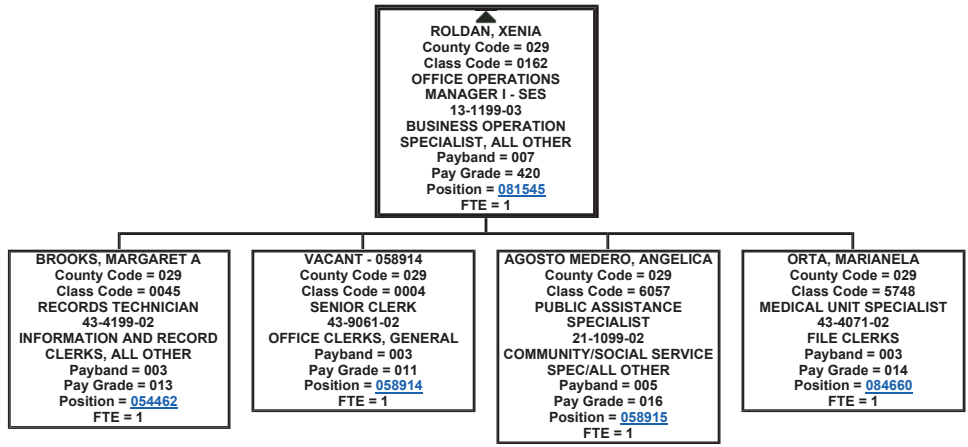 ROLDAN, XENIA
County Code = 029
Class Code = 0162
OFFICE OPERATIONS
MANAGER I - SES
13-1199-03
BUSINESS OPERATION
SPECIALIST, ALL OTHER
Payband = 007
Pay Grade = 420
Position = 081545
FTE = 1
BROOKS, MARGARET A
County Code = 029
Class Code = 0045
RECORDS TECHNICIAN
43-4199-02
INFORMATION AND RECORD
CLERKS, ALL OTHER
Payband = 003
Pay Grade = 013
Position = 054462
FTE = 1
VACANT - 058914
County Code = 029
Class Code = 0004
SENIOR CLERK
43-9061-02
OFFICE CLERKS, GENERAL
Payband = 003
Pay Grade = 011
Position = 058914
FTE = 1
AGOSTO MEDERO, ANGELICA
County Code = 029
Class Code = 6057
PUBLIC ASSISTANCE
SPECIALIST
21-1099-02
COMMUNITY/SOCIAL SERVICE
SPEC/ALL OTHER
Payband = 005
Pay Grade = 016
Position = 058915
FTE = 1
ORTA, MARIANELA
County Code = 029
Class Code = 5748
MEDICAL UNIT SPECIALIST
43-4071-02
FILE CLERKS
Payband = 003
Pay Grade = 014
Position = 084660
FTE = 1